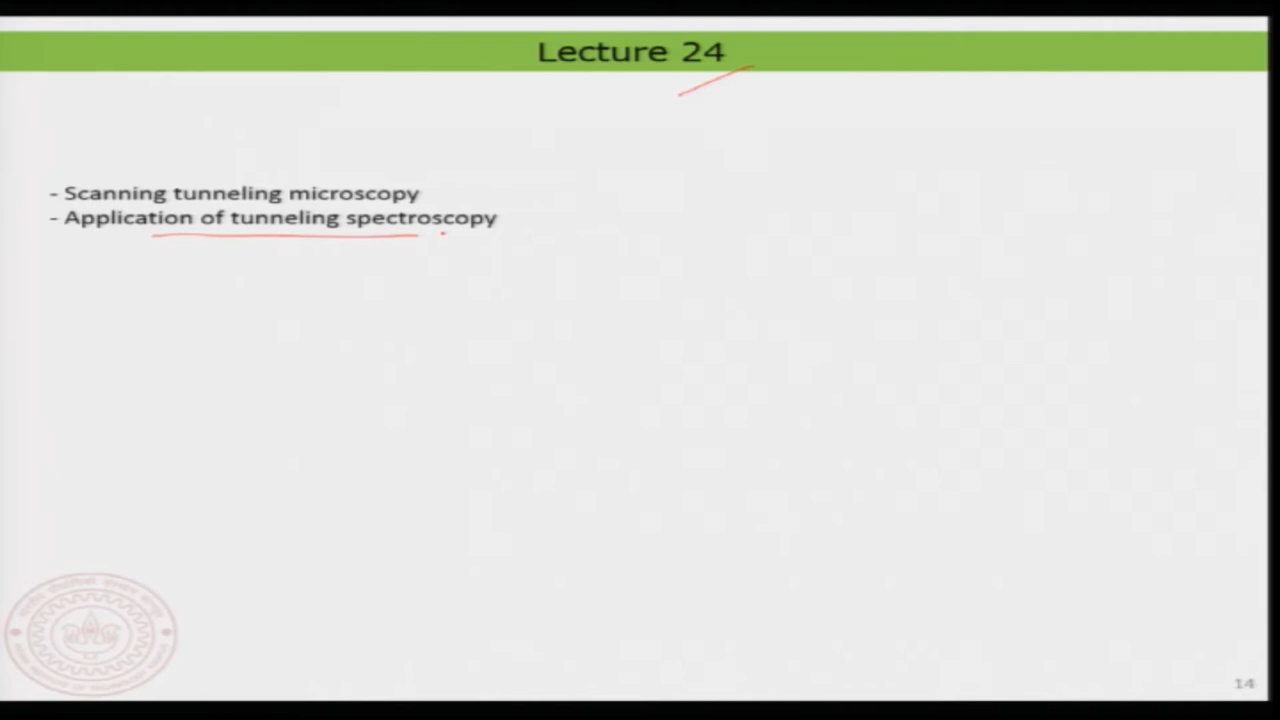 Lecture 24
- Scanning tunneling microscopy
- Application of tunneling spectroscopy
14